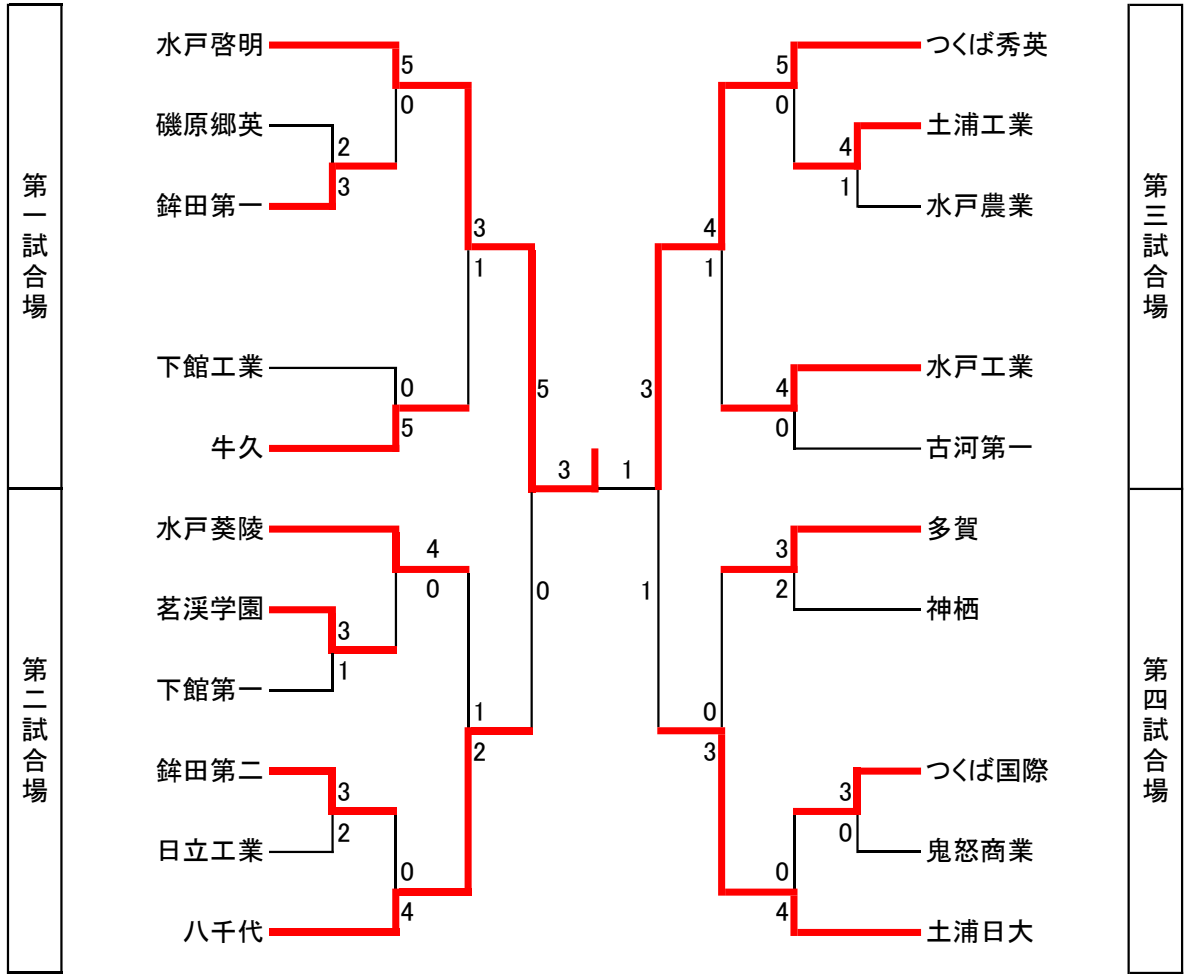 第一試合場
水戸啓明
5
0
磯原郷英
2
3
鉾田第一
3
1
下館工業
0
5
牛久
5
第二試合場
水戸葵陵
4
0
茗渓学園
3
1
下館第一
1
2
鉾田第二
3
2
日立工業
0
4
八千代
0
3
1
第三試合場
つくば秀英
5
0
土浦工業
4
1
水戸農業
4
1
水戸工業
4
0
古河第一
3
第四試合場
多賀
3
2
神栖
1
0
3
つくば国際
3
0
鬼怒商業
0
4
土浦日大